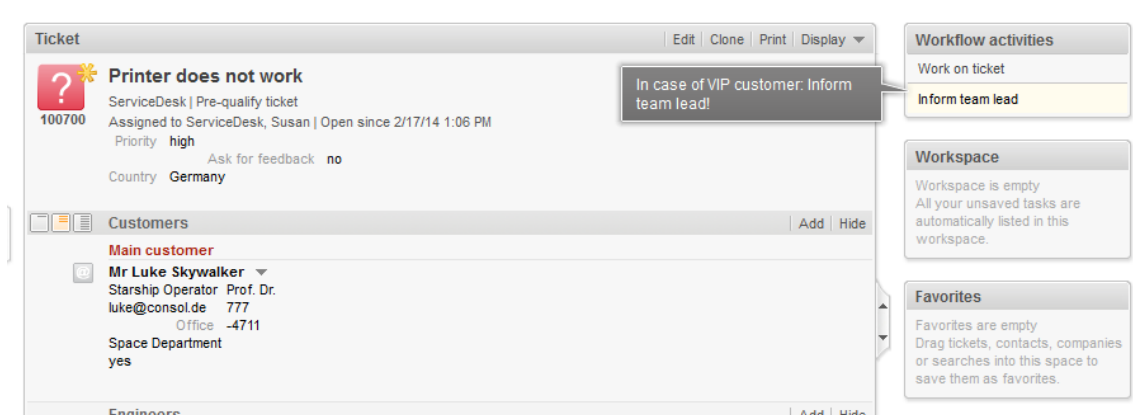 Ticket
Edit Clone Print Display
Printer does not work
ServiceDesk | Pre-qualify ticket
100700
Assigned to ServiceDesk, Susan | Open since 2/17/14 1:06 PM
Priority high
Ask for feedback no
Country Germany
Customers
Add Hide
Main customer
Mr Luke Skywalker
Starship Operator Prof. Dr.
luke@consol.de 777
Office -4711
Space Department
yes
Engineers
Add Hide
In case of VIP customer: Inform
team lead!
Workflow activities
Work on ticket
Inform team lead
Workspace
Workspace is empty
All your unsaved tasks are
automatically listed in this
workspace.
Favorites
Favorites are empty
Drag tickets, contacts, companies
or searches into this space to
save them as favorites.